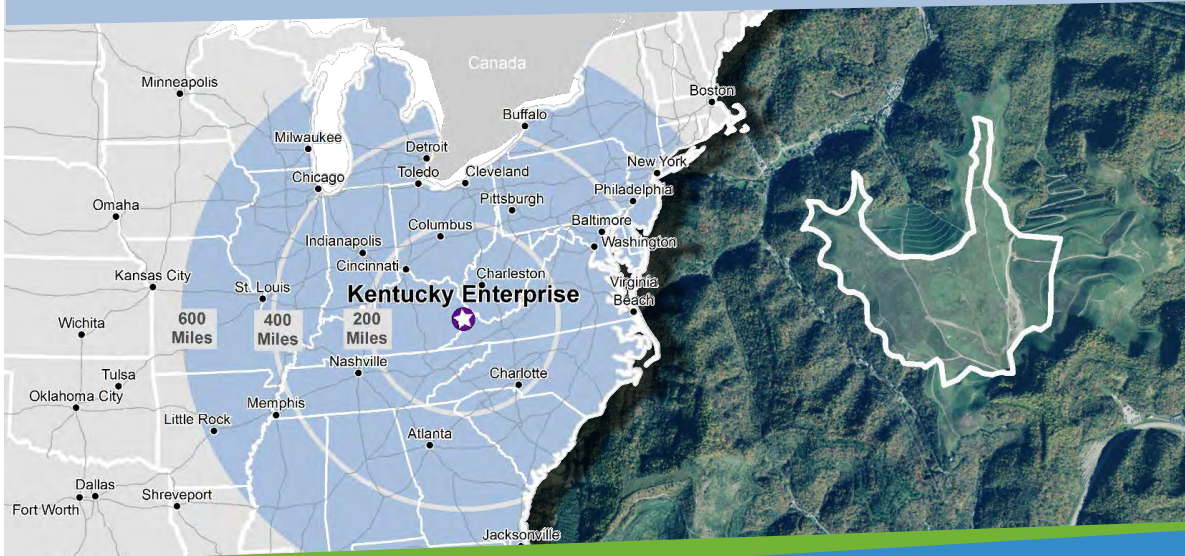 Canada
Minneapolis
Boston
Buffalo
Milwaukee
Detroit
New York
Chicago
Toledo
Cleveland
Philadelphia
Pittsburgh
Omaha
Columbus
Baltimore
Indianapolis
Washington
Cincinnati
Kansas City
Charleston
St. Louis
Virginia
Beach
Kentucky Enterprise
600
Miles
400
Miles
200
Miles
Wichita
Nashville
Tulsa
Charlotte
Oklahoma City
Memphis
Little Rock
Atlanta
Dallas
Shreveport
Fort Worth
Jacksonville